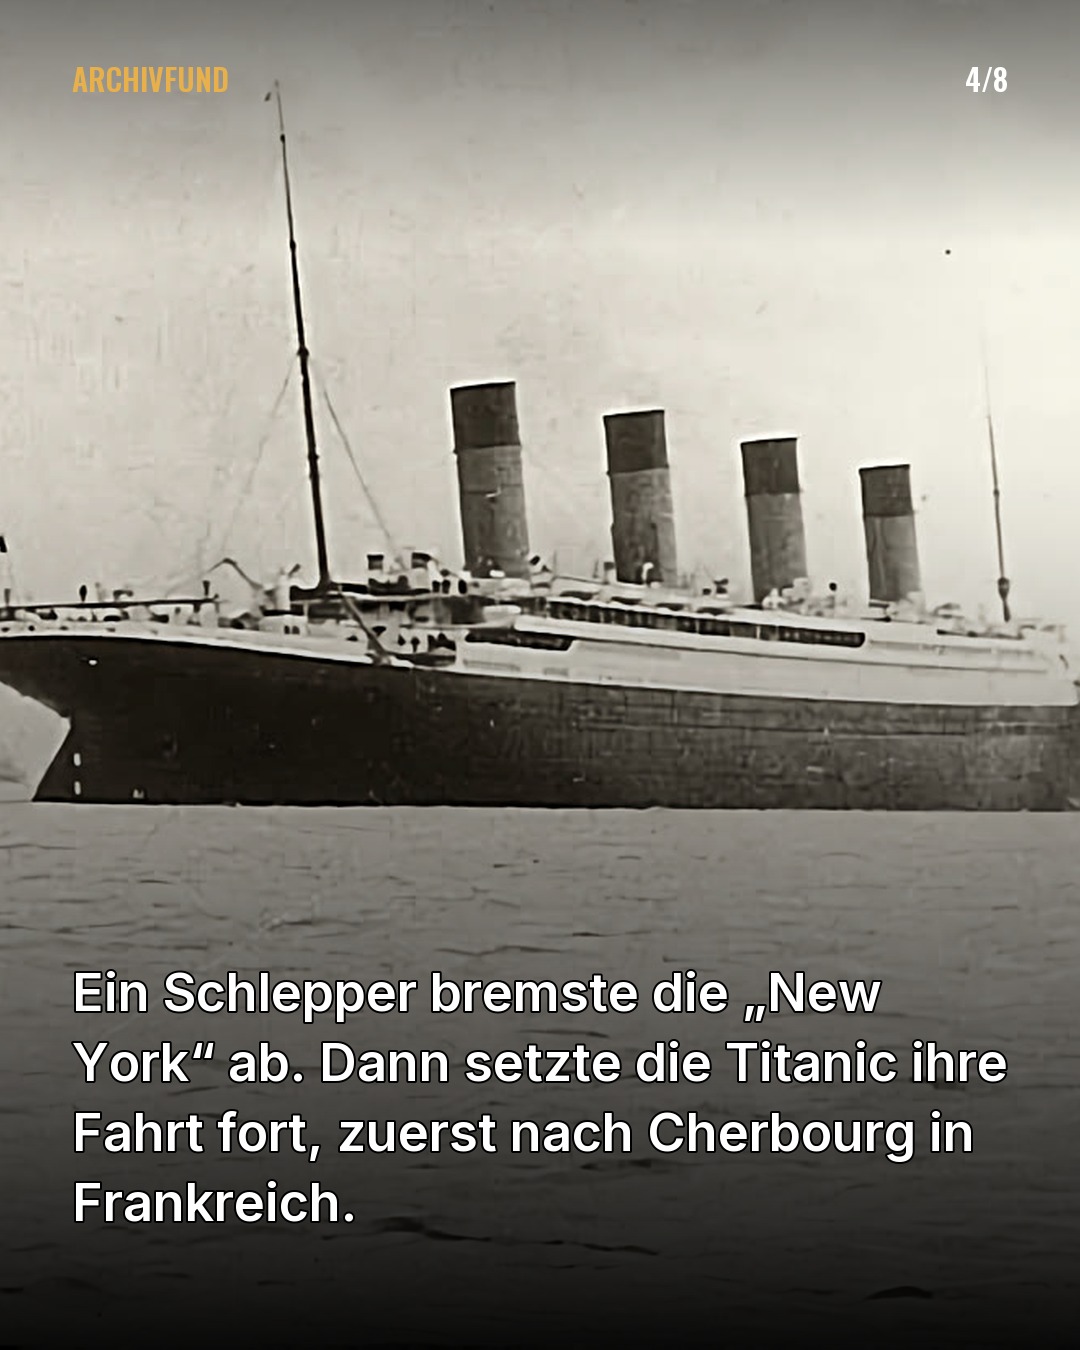 ARCHIVFUND
4/8
Ein Schlepper bremste die „New
York“ ab. Dann setzte die Titanic ihre
Fahrt fort, zuerst nach Cherbourg in
Frankreich.